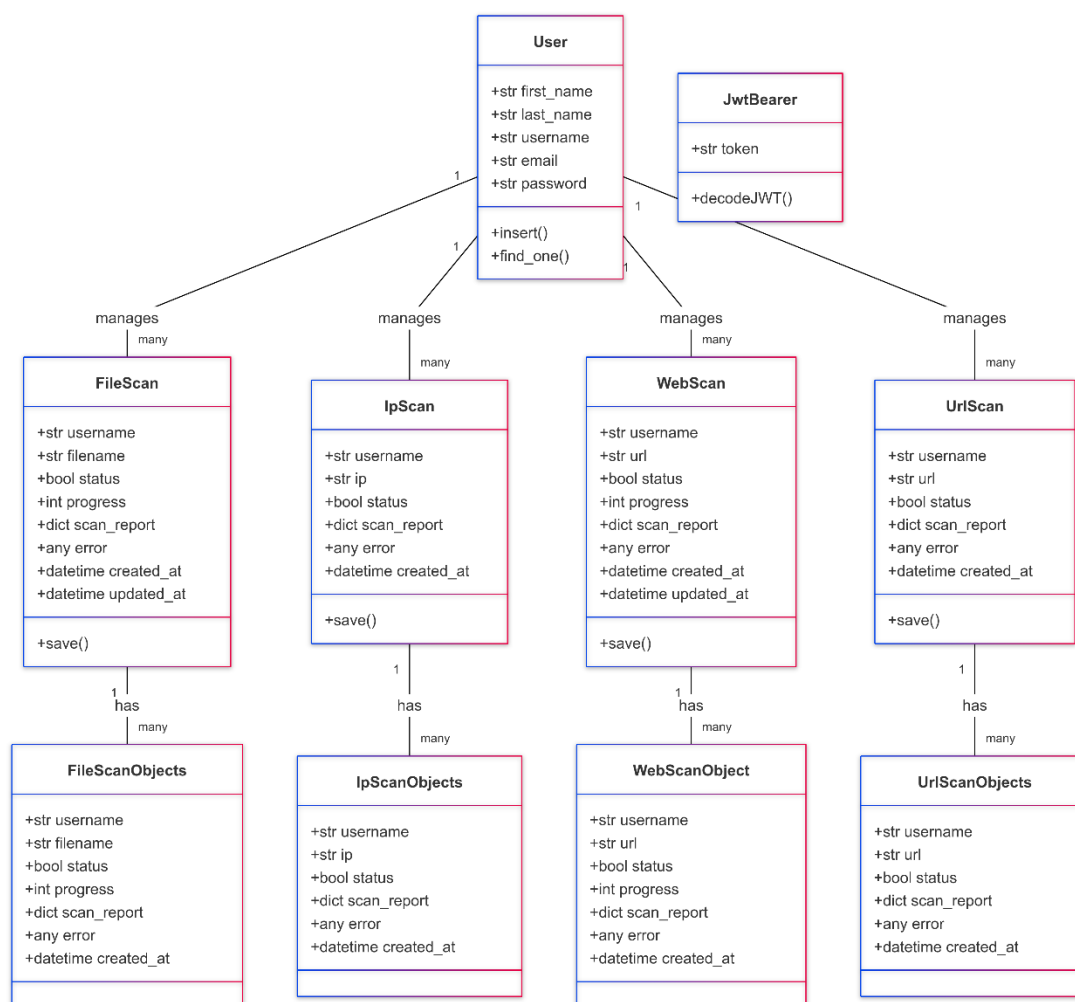 User
+str first_name
+str last_name
+str username
+str email
+str password
+insert()
+find_one()
JwtBearer
+str token
+decodeJWT()
1
1
1
1
manages
manages
manages
manages
many
many
many
many
FileScan
+str username
+str filename
+bool status
+int progress
+dict scan_report
+any error
+datetime created_at
+datetime updated_at
+save()
IpScan
+str username
+str ip
+bool status
+dict scan_report
+any error
+datetime created_at
+save()
WebScan
+str username
+str url
+bool status
+int progress
+dict scan_report
+any error
+datetime created_at
+datetime updated_at
+save()
UrlScan
+str username
+str url
+bool status
+dict scan_report
+any error
+datetime created_at
+save()
1
1
1
1
has
has
has
has
many
many
many
many
FileScanObjects
+str username
+str filename
+bool status
+int progress
+dict scan_report
+any error
+datetime created_at
IpScanObjects
+str username
+str ip
+bool status
+dict scan_report
+any error
+datetime created_at
WebScanObject
+str username
+str url
+bool status
+int progress
+dict scan_report
+any error
+datetime created_at
UrlScanObjects
+str username
+str url
+bool status
+dict scan_report
+any error
+datetime created_at